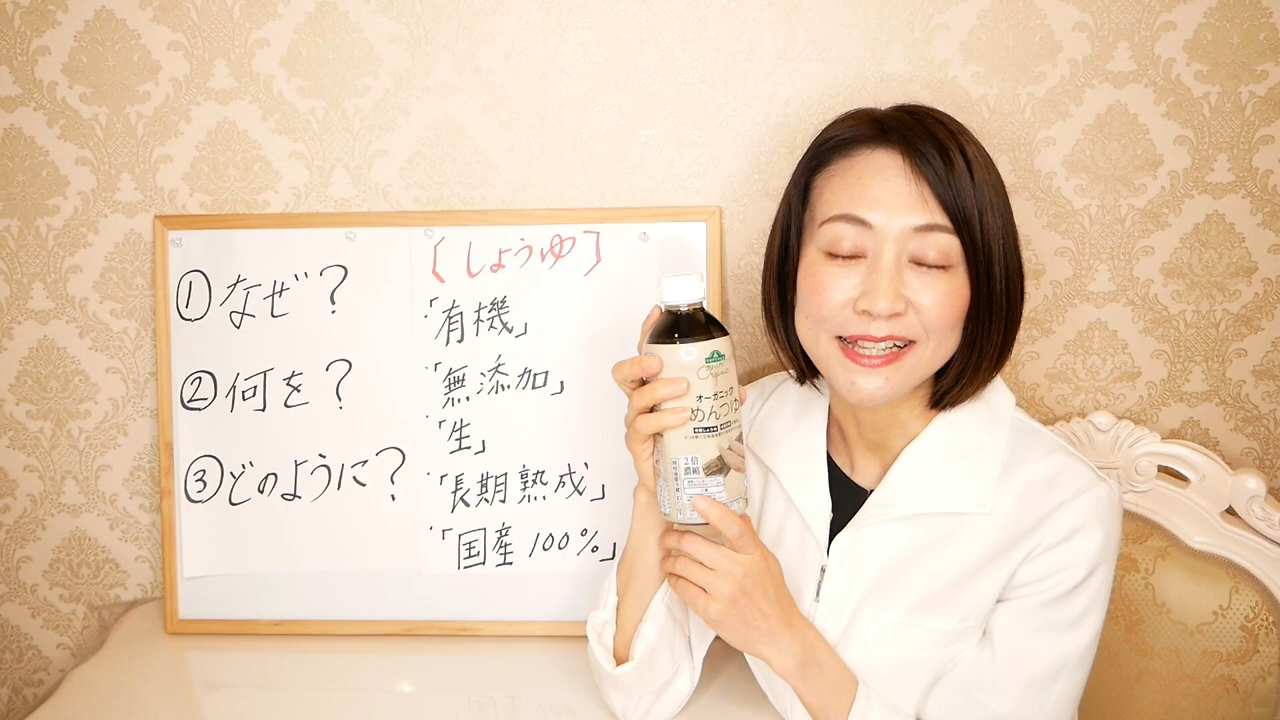 ①なぜ?
②何を?
③どのように?
[しょうゆ]
・「有機」
・「無添加」
・「生」
・「長期熟成」
・「国産100%」
Organic
オーガニック
めんつゆ
2倍
濃縮